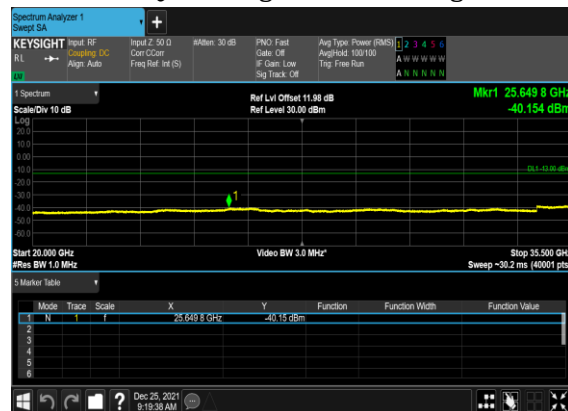 Spectrum Analyzer 1
Swept SA
KEYSIGHT
RL
Input: RF
Coupling: DC
Align: Auto
Input Z: 50 Ω
Corr CCorr
Freq Ref: Int (S)
#Atten: 30 dB
PNO: Fast
Gate: Off
IF Gain: Low
Sig Track: Off
Avg Type: Power (RMS)
Avg|Hold: 100/100
Trig: Free Run
1 2 3 4 5 6
A W W W W W
A N N N N N
LW
1 Spectrum
Scale/Div 10 dB
Ref Lvl Offset 11.98 dB
Ref Level 30.00 dBm
Mkr1 25.649 8 GHz
-40.154 dBm
Log
20.0
10.0
0.00
-10.0
DL1 -13.00 dBm
-20.0
-30.0
1
-40.0
-50.0
-60.0
Start 20.000 GHz
#Res BW 1.0 MHz
Video BW 3.0 MHz*
Stop 35.500 GHz
Sweep ~30.2 ms (40001 pts)
5 Marker Table
Mode Trace Scale X Y Function Function Width Function Value
1 N 1 f 25.649 8 GHz -40.15 dBm
2
3
4
5
6
?
Dec 25, 2021
9:19:38 AM